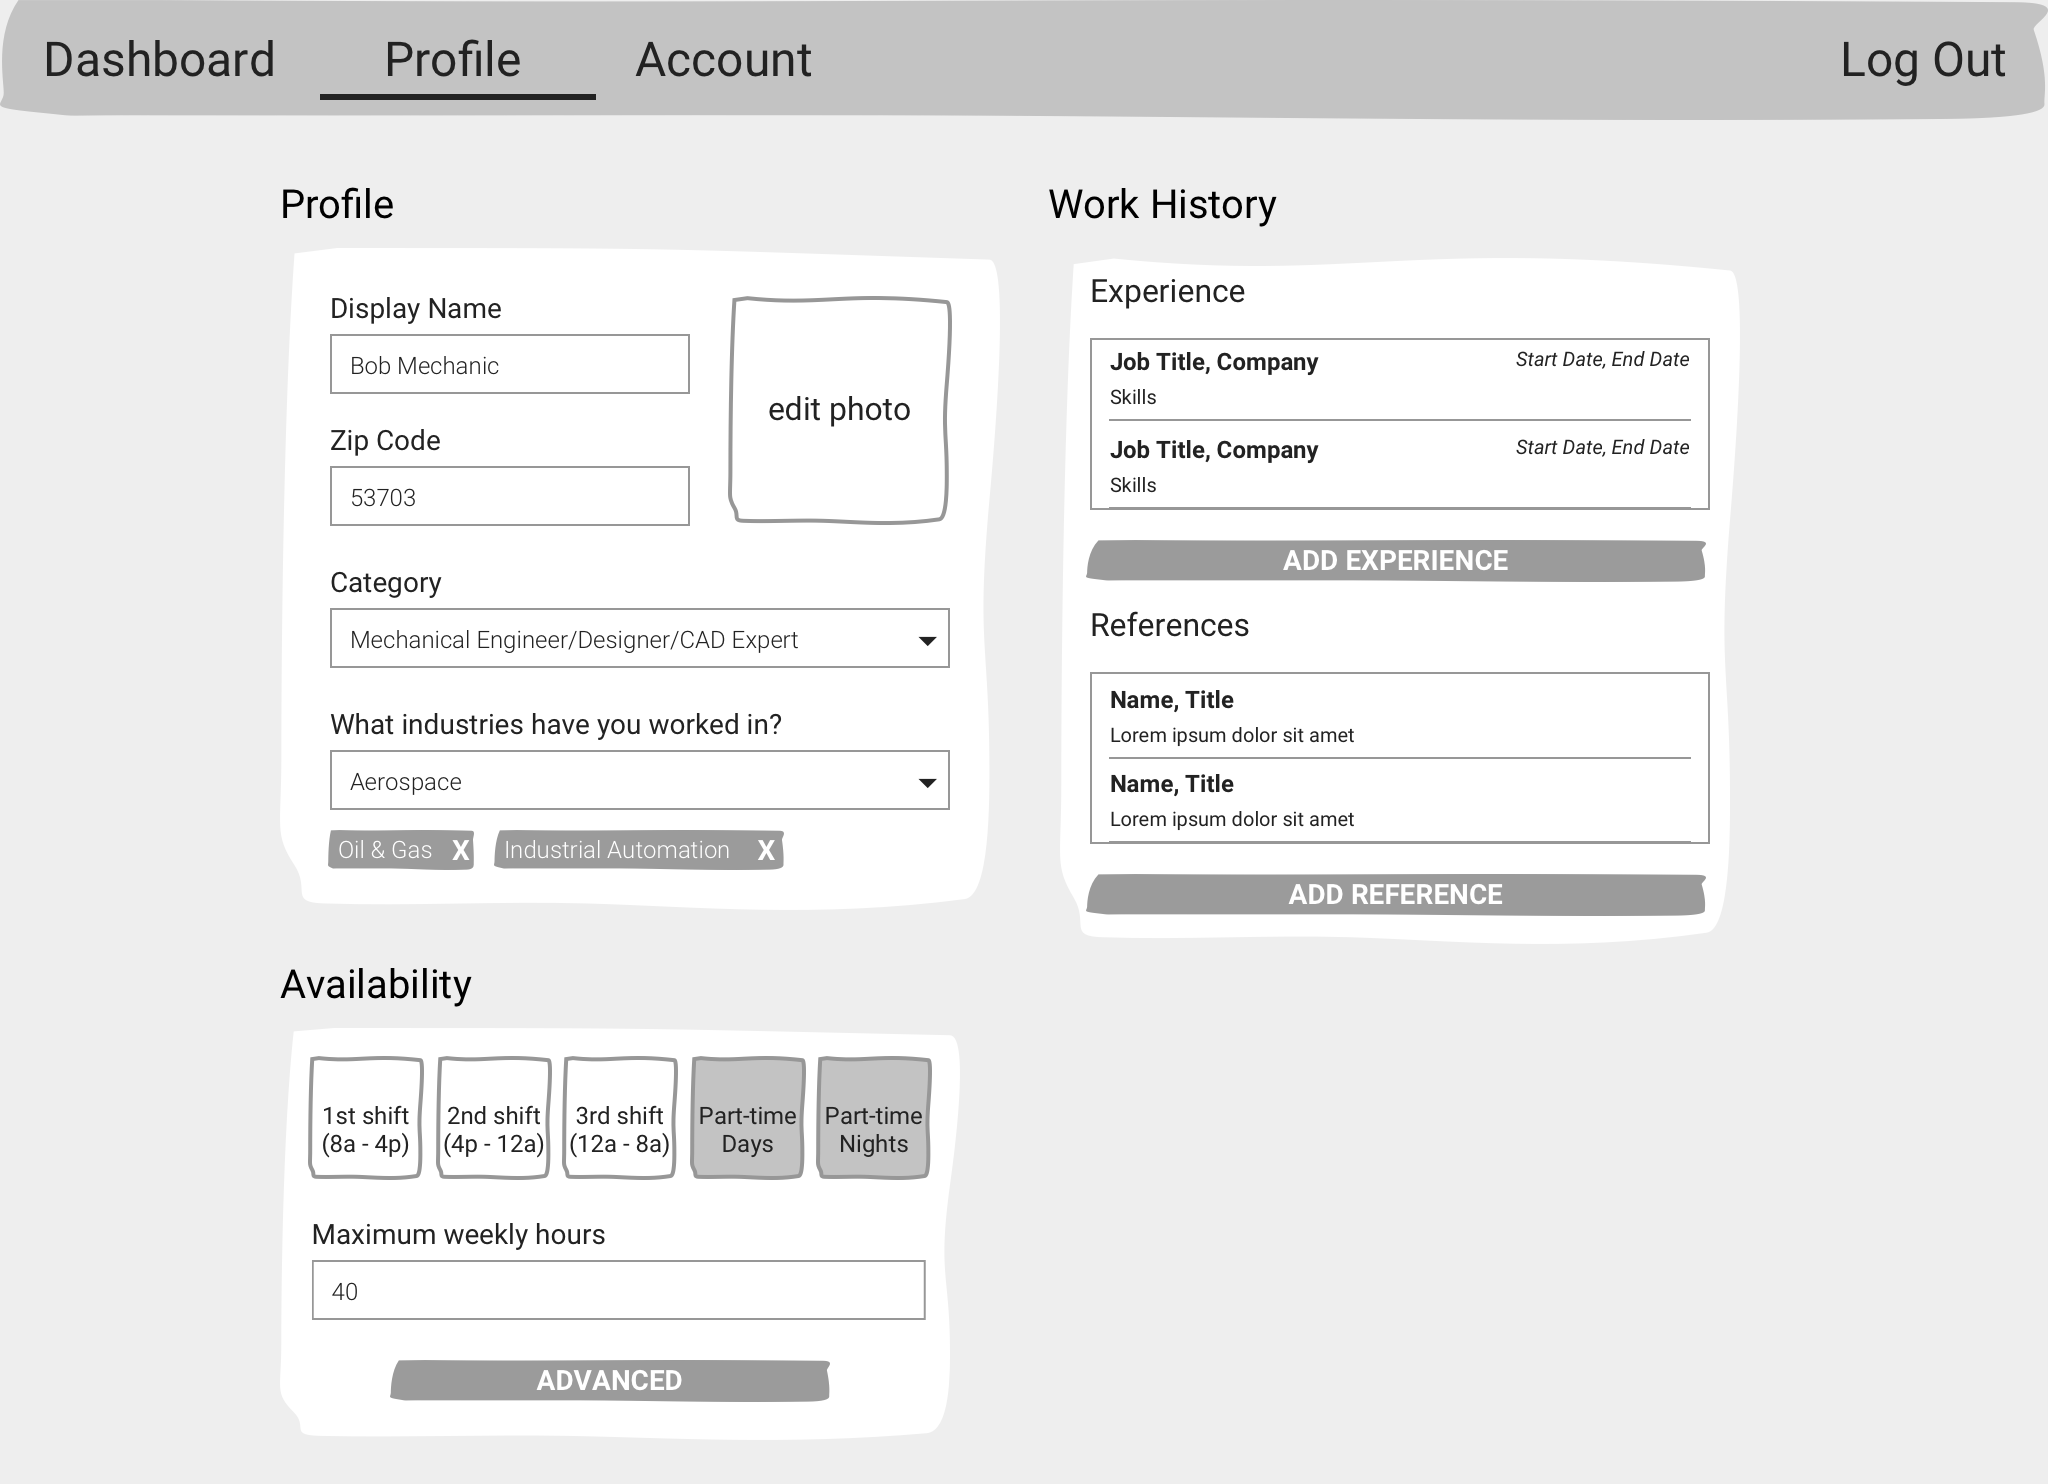 Dashboard Profile Account Log Out
Profile
Display Name
Bob Mechanic
edit photo
Zip Code
53703
Category
Mechanical Engineer/Designer/CAD Expert
What industries have you worked in?
Aerospace
Oil & Gas X Industrial Automation X
Work History
Experience
Job Title, Company Start Date, End Date
Skills
Job Title, Company Start Date, End Date
Skills
ADD EXPERIENCE
References
Name, Title
Lorem ipsum dolor sit amet
Name, Title
Lorem ipsum dolor sit amet
ADD REFERENCE
Availability
1st shift
(8a - 4p)
2nd shift
(4p - 12a)
3rd shift
(12a - 8a)
Part-time
Days
Part-time
Nights
Maximum weekly hours
40
ADVANCED